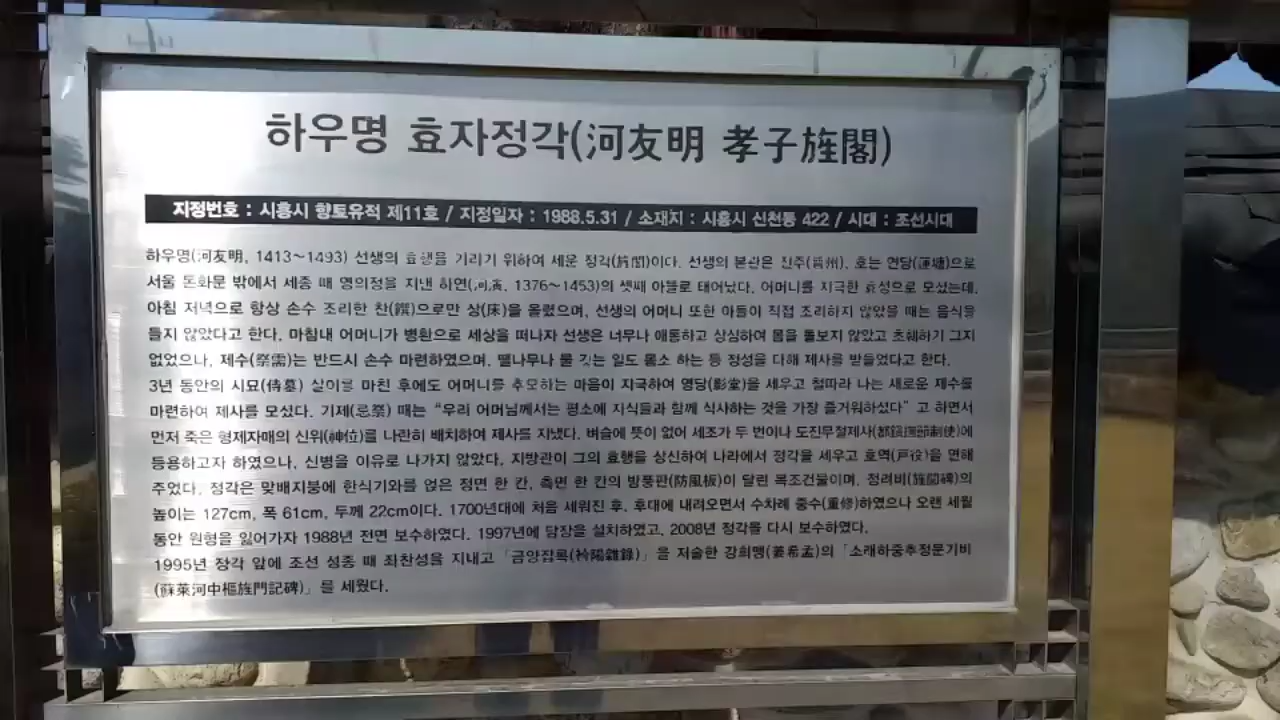 하우명 효자정각(河友明 孝子旌閣)
지정번호 : 시흥시 향토유적 제11호 / 지정일자 : 1988.5.31 / 소재지 : 시흥시 신천동 422 / 시대 : 조선시대
하우명(河友明, 1413~1493) 선생의 효행을 기리기 위하여 세운 정각(旌閣)이다. 선생의 본관은 진주(晋州), 호는 연당(蓮塘)으로
서울 돈화문 밖에서 세종 때 영의정을 지낸 하연(河演, 1376~1453)의 셋째 아들로 태어났다. 어머니를 지극한 효성으로 모셨는데,
아침 저녁으로 항상 손수 조리한 찬(饌)으로만 상(床)을 올렸으며, 선생의 어머니 또한 아들이 직접 조리하지 않았을 때는 음식을
들지 않았다고 한다. 마침내 어머니가 병환으로 세상을 떠나자 선생은 너무나 애통하고 상심하여 몸을 돌보지 않았고 초췌하기 그지
없었으나, 제수(祭需)는 반드시 손수 마련하였으며, 땔나무나 물 긷는 일도 몸소 하는 등 정성을 다해 제사를 받들었다고 한다.
3년 동안의 시묘(侍墓) 살이를 마친 후에도 어머니를 추모하는 마음이 지극하여 영당(影堂)을 세우고 철따라 나는 새로운 제수를
마련하여 제사를 모셨다. 기제(忌祭) 때는 “우리 어머님께서는 평소에 자식들과 함께 식사하는 것을 가장 즐거워하셨다” 고 하면서
먼저 죽은 형제자매의 신위(神位)를 나란히 배치하여 제사를 지냈다. 벼슬에 뜻이 없어 세조가 두 번이나 도진무절제사(都鎭撫節制使)에
등용하고자 하였으나, 신병을 이유로 나가지 않았다. 지방관이 그의 효행을 상신하여 나라에서 정각을 세우고 호역(戶役)을 면해
주었다. 정각은 맞배지붕에 한식기와를 얹은 정면 한 칸, 측면 한 칸의 방풍판(防風板)이 달린 목조건물이며, 정려비(旌閭碑)의
높이는 127cm, 폭 61cm, 두께 22cm이다. 1700년대에 처음 세워진 후, 후대에 내려오면서 수차례 중수(重修)하였으나 오랜 세월
동안 원형을 잃어가자 1988년 전면 보수하였다. 1997년에 담장을 설치하였고, 2008년 정각를 다시 보수하였다.
1995년 정각 앞에 조선 성종 때 좌찬성을 지내고 「금양잡록(衿陽雜錄)」을 저술한 강희맹(姜希孟)의 「소래하중추정문기비
(蘇萊河中樞旌門記碑)」를 세웠다.